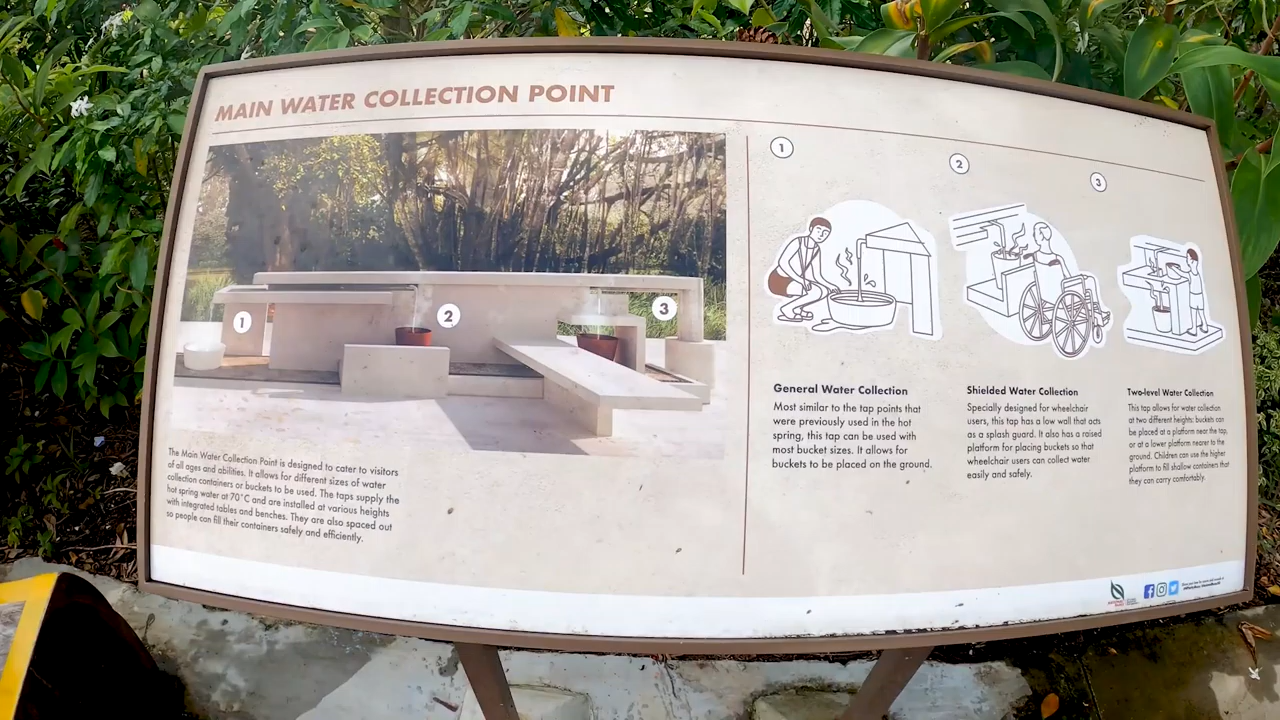 MAIN WATER COLLECTION POINT
1
2
3
The Main Water Collection Point is designed to cater to visitors
of all ages and abilities. It allows for different sizes of water
collection containers or buckets to be used. The taps supply the
hot spring water at 70°C and are installed at various heights
with integrated tables and benches. They are also spaced out
so people can fill their containers safely and efficiently.
1
General Water Collection
Most similar to the tap points that
were previously used in the hot
spring, this tap can be used with
most bucket sizes. It allows for
buckets to be placed on the ground.
2
Shielded Water Collection
Specially designed for wheelchair
users, this tap has a low wall that acts
as a splash guard. It also has a raised
platform for placing buckets so that
wheelchair users can collect water
easily and safely.
3
Two-level Water Collection
This tap allows for water collection
at two different heights: buckets can
be placed at a platform near the tap,
or at a lower platform nearer to the
ground. Children can use the higher
platform to fill shallow containers that
they can carry comfortably.